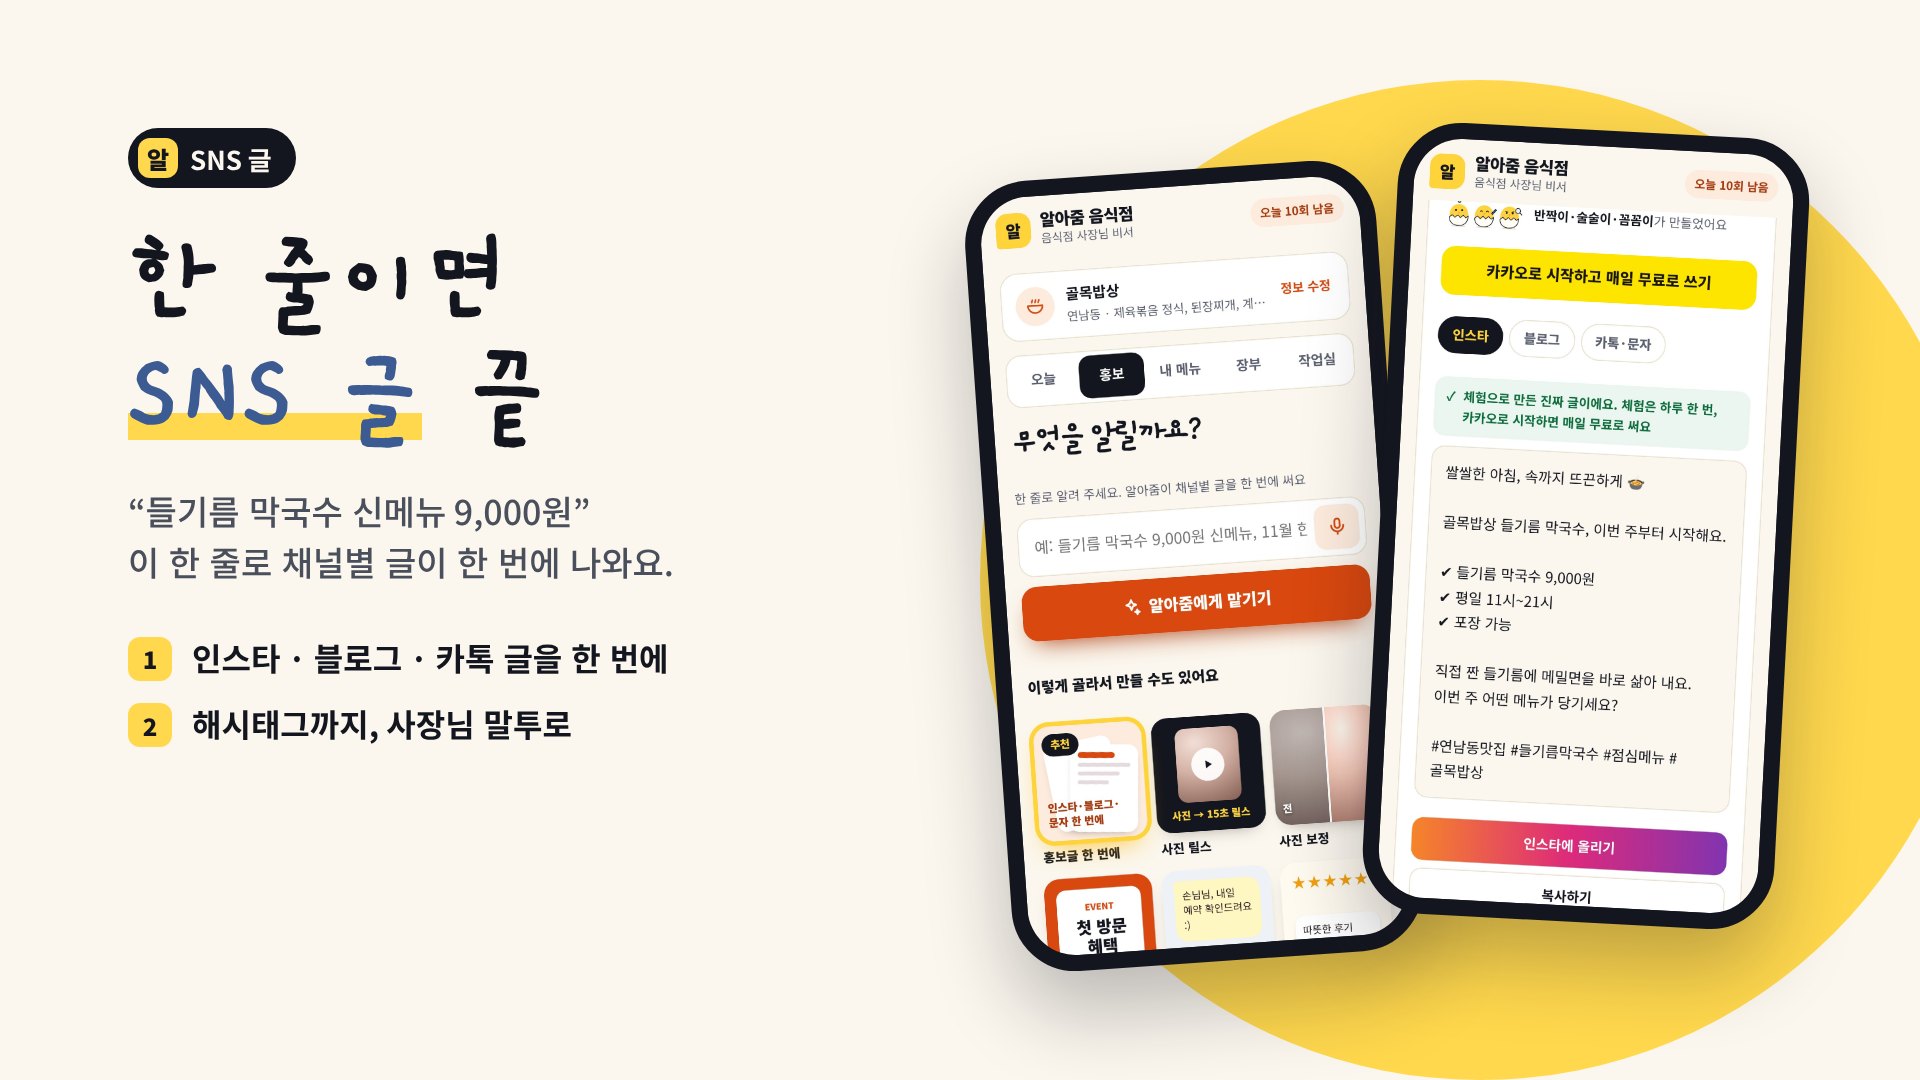 알 SNS 글
한 줄이면
SNS 글 끝
“들기름 막국수 신메뉴 9,000원”
이 한 줄로 채널별 글이 한 번에 나와요.
1 인스타 · 블로그 · 카톡 글을 한 번에
2 해시태그까지, 사장님 말투로
알 알아줌 음식점
음식점 사장님 비서
오늘 10회 남음
골목밥상
연남동 · 제육볶음 정식, 된장찌개, 계…
정보 수정
오늘 홍보 내 메뉴 장부 작업실
무엇을 알릴까요?
한 줄로 알려 주세요. 알아줌이 채널별 글을 한 번에 써요
예: 들기름 막국수 9,000원 신메뉴, 11월 한
알아줌에게 맡기기
이렇게 골라서 만들 수도 있어요
추천
인스타·블로그·
문자 한 번에
홍보글 한 번에
사진 → 15초 릴스
사진 릴스
전
사진 보정
EVENT
첫 방문
혜택
손님님, 내일
예약 확인드려요
:)
★★★★★
따뜻한 후기
알 알아줌 음식점
음식점 사장님 비서
오늘 10회 남음
반짝이·술술이·꼼꼼이가 만들었어요
카카오로 시작하고 매일 무료로 쓰기
인스타 블로그 카톡·문자
✓ 체험으로 만든 진짜 글이에요. 체험은 하루 한 번,
카카오로 시작하면 매일 무료로 써요
쌀쌀한 아침, 속까지 뜨끈하게 🍲
골목밥상 들기름 막국수, 이번 주부터 시작해요.
✔ 들기름 막국수 9,000원
✔ 평일 11시~21시
✔ 포장 가능
직접 짠 들기름에 메밀면을 바로 삶아 내요.
이번 주 어떤 메뉴가 당기세요?
#연남동맛집 #들기름막국수 #점심메뉴 #
골목밥상
인스타에 올리기
복사하기